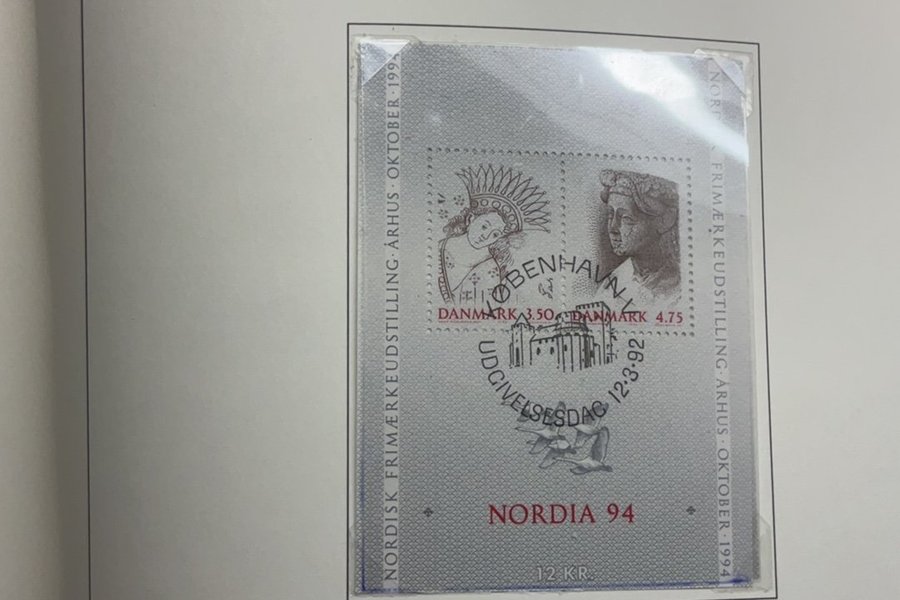 NORDISK FRIMÆRKEUDSTILLING · ÅRHUS · OKTOBER · 1994
NORD FRIMÆRKEUDSTILLING · ÅRHUS · OKTOBER · 1994
DANMARK 3.50
DANMARK 4.75
KØBENHAVN
UDGIVELSESDAG 12.3.92
NORDIA 94
12 KR.